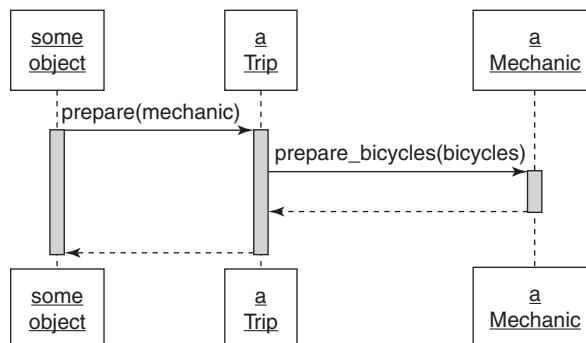 some
object
a
Trip
a
Mechanic
prepare(mechanic)
prepare_bicycles(bicycles)
some
object
a
Trip
a
Mechanic